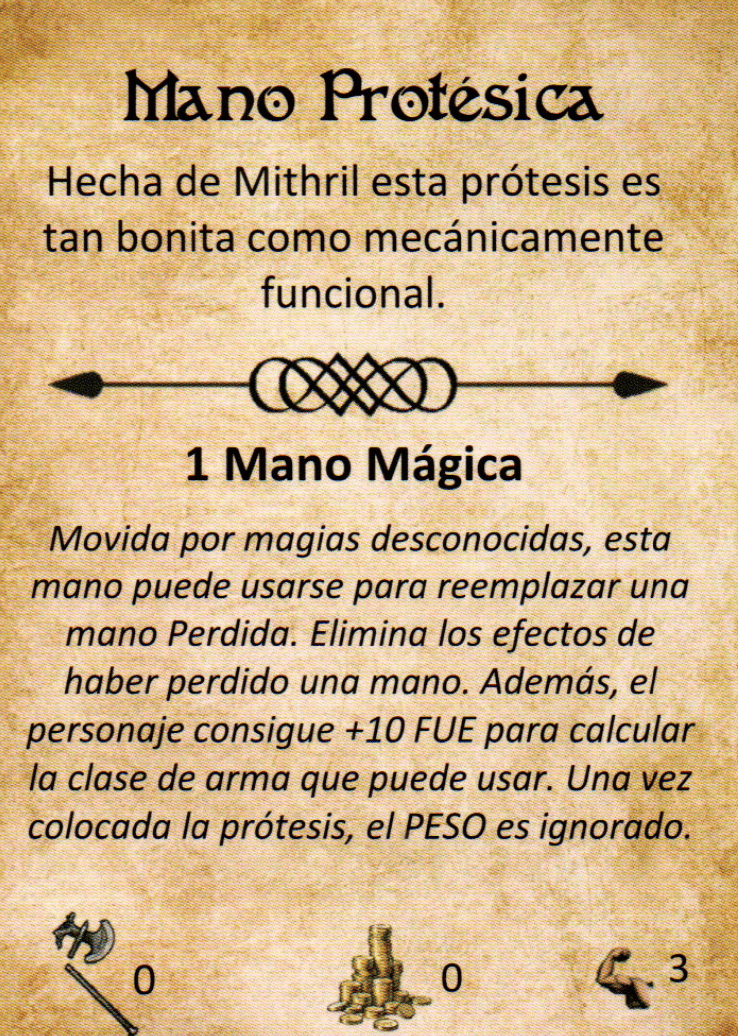 Mano Protésica
Hecha de Mithril esta prótesis es
tan bonita como mecánicamente
funcional.
1 Mano Mágica
Movida por magias desconocidas, esta
mano puede usarse para reemplazar una
mano Perdida. Elimina los efectos de
haber perdido una mano. Además, el
personaje consigue +10 FUE para calcular
la clase de arma que puede usar. Una vez
colocada la prótesis, el PESO es ignorado.
0 0 3